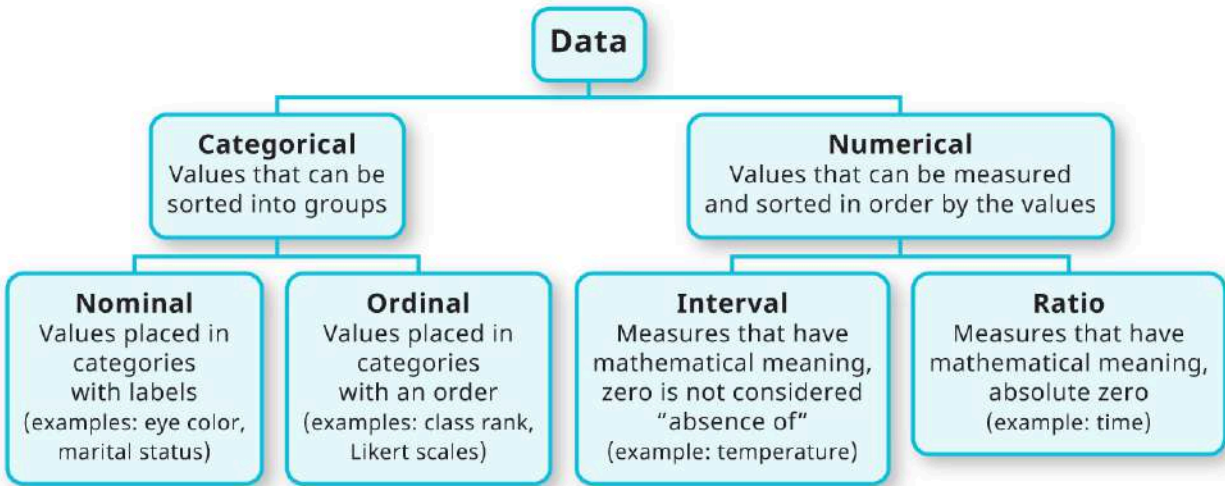 Data
Categorical
Values that can be
sorted into groups
Numerical
Values that can be measured
and sorted in order by the values
Nominal
Values placed in
categories
with labels
(examples: eye color,
marital status)
Ordinal
Values placed in
categories
with an order
(examples: class rank,
Likert scales)
Interval
Measures that have
mathematical meaning,
zero is not considered
“absence of“
(example: temperature)
Ratio
Measures that have
mathematical meaning,
absolute zero
(example: time)